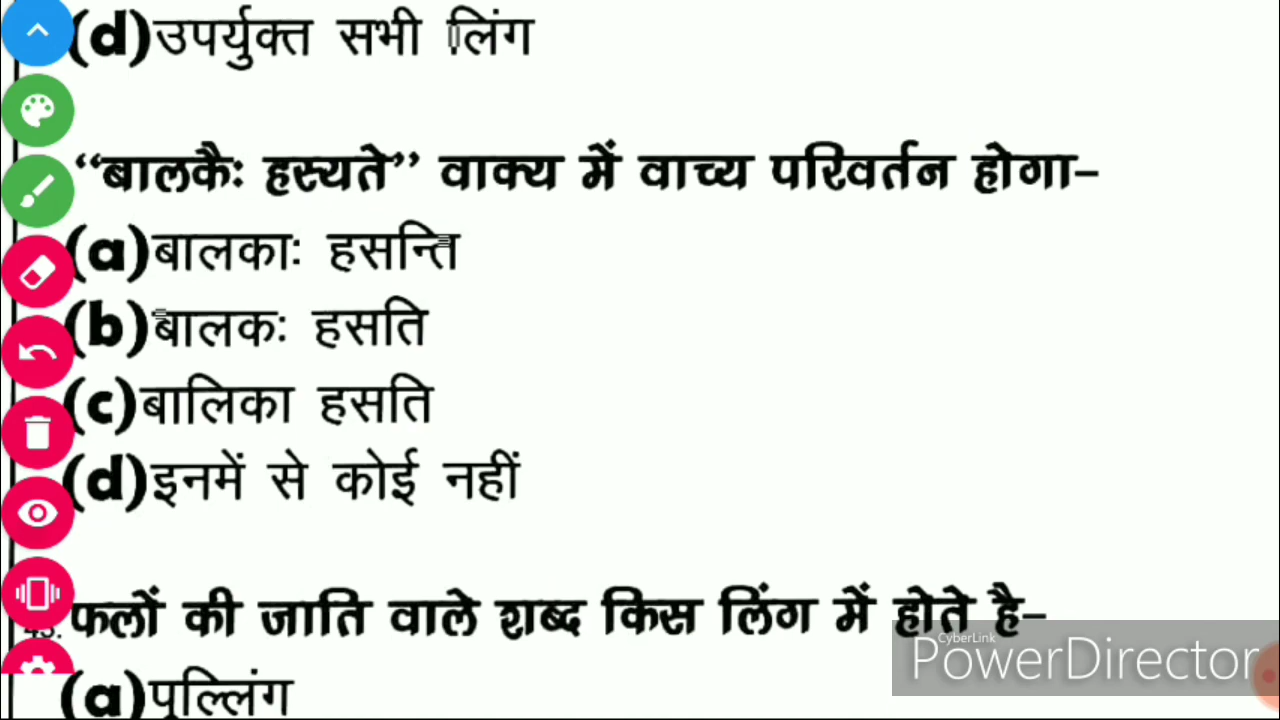 (d)उपर्युक्त सभी लिंग
“बालकैः हस्यते” वाक्य में वाच्य परिवर्तन होगा–
(a)बालकाः हसन्ति
(b)बालकः हसति
(c)बालिका हसति
(d)इनमें से कोई नहीं
फलों की जाति वाले शब्द किस लिंग में होते है–
(a)पुल्लिंग
CyberLink
PowerDirector